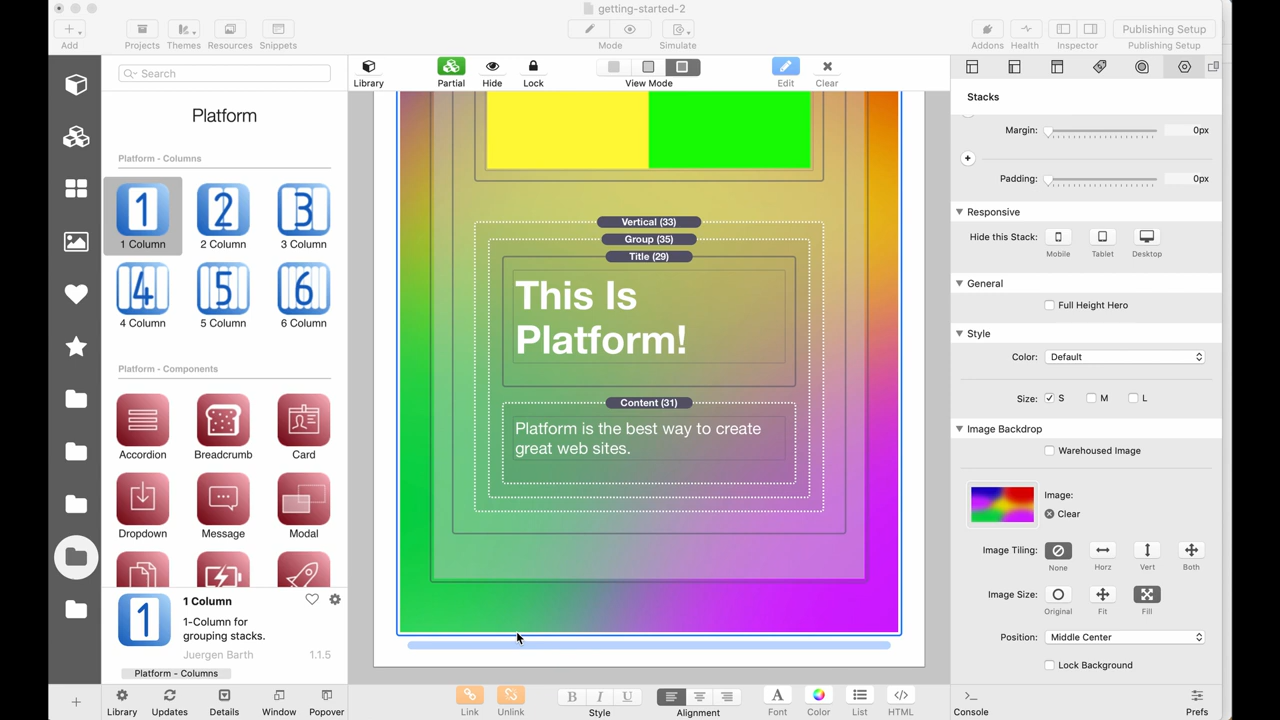 getting-started-2
Add
Projects
Themes
Resources
Snippets
Mode
Simulate
Addons
Health
Inspector
Publishing Setup
Publishing Setup
Search
Platform
Platform - Columns
1
1 Column
2
2 Column
3
3 Column
4
4 Column
5
5 Column
6
6 Column
Platform - Components
Accordion
Breadcrumb
Card
Dropdown
Message
Modal
1
1 Column
1-Column for
grouping stacks.
Juergen Barth
1.1.5
Platform - Columns
Library
Updates
Details
Window
Popover
Library
Partial
Hide
Lock
View Mode
Edit
Clear
Vertical (33)
Group (35)
Title (29)
This Is
Platform!
Content (31)
Platform is the best way to create
great web sites.
Link
Unlink
B I U
Style
Alignment
A
Font
Color
List
HTML
Stacks
Margin: 0px
Padding: 0px
Responsive
Hide this Stack:
Mobile
Tablet
Desktop
General
Full Height Hero
Style
Color: Default
Size: S M L
Image Backdrop
Warehoused Image
Image:
Clear
Image Tiling:
None
Horz
Vert
Both
Image Size:
Original
Fit
Fill
Position: Middle Center
Lock Background
Console
Prefs